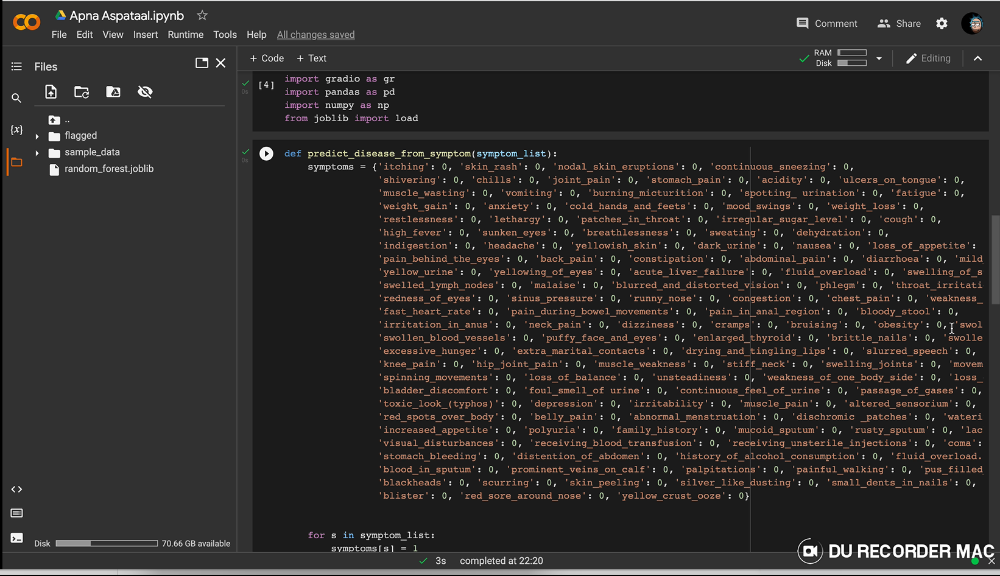 Apna Aspataal.ipynb
File Edit View Insert Runtime Tools Help All changes saved
Comment Share
Files
+ Code + Text
RAM
Disk
Editing
..
flagged
sample_data
random_forest.joblib
{x}
[4]
0s
import gradio as gr
import pandas as pd
import numpy as np
from joblib import load
0s
def predict_disease_from_symptom(symptom_list):
symptoms = {'itching': 0, 'skin_rash': 0, 'nodal_skin_eruptions': 0, 'continuous_sneezing': 0,
'shivering': 0, 'chills': 0, 'joint_pain': 0, 'stomach_pain': 0, 'acidity': 0, 'ulcers_on_tongue': 0,
'muscle_wasting': 0, 'vomiting': 0, 'burning_micturition': 0, 'spotting_ urination': 0, 'fatigue': 0,
'weight_gain': 0, 'anxiety': 0, 'cold_hands_and_feets': 0, 'mood_swings': 0, 'weight_loss': 0,
'restlessness': 0, 'lethargy': 0, 'patches_in_throat': 0, 'irregular_sugar_level': 0, 'cough': 0,
'high_fever': 0, 'sunken_eyes': 0, 'breathlessness': 0, 'sweating': 0, 'dehydration': 0,
'indigestion': 0, 'headache': 0, 'yellowish_skin': 0, 'dark_urine': 0, 'nausea': 0, 'loss_of_appetite':
'pain_behind_the_eyes': 0, 'back_pain': 0, 'constipation': 0, 'abdominal_pain': 0, 'diarrhoea': 0, 'mild_
'yellow_urine': 0, 'yellowing_of_eyes': 0, 'acute_liver_failure': 0, 'fluid_overload': 0, 'swelling_of_s
'swelled_lymph_nodes': 0, 'malaise': 0, 'blurred_and_distorted_vision': 0, 'phlegm': 0, 'throat_irritati
'redness_of_eyes': 0, 'sinus_pressure': 0, 'runny_nose': 0, 'congestion': 0, 'chest_pain': 0, 'weakness_
'fast_heart_rate': 0, 'pain_during_bowel_movements': 0, 'pain_in_anal_region': 0, 'bloody_stool': 0,
'irritation_in_anus': 0, 'neck_pain': 0, 'dizziness': 0, 'cramps': 0, 'bruising': 0, 'obesity': 0, 'swol
'swollen_blood_vessels': 0, 'puffy_face_and_eyes': 0, 'enlarged_thyroid': 0, 'brittle_nails': 0, 'swolle
'excessive_hunger': 0, 'extra_marital_contacts': 0, 'drying_and_tingling_lips': 0, 'slurred_speech': 0,
'knee_pain': 0, 'hip_joint_pain': 0, 'muscle_weakness': 0, 'stiff_neck': 0, 'swelling_joints': 0, 'movem
'spinning_movements': 0, 'loss_of_balance': 0, 'unsteadiness': 0, 'weakness_of_one_body_side': 0, 'loss_
'bladder_discomfort': 0, 'foul_smell_of urine': 0, 'continuous_feel_of_urine': 0, 'passage_of_gases': 0,
'toxic_look_(typhos)': 0, 'depression': 0, 'irritability': 0, 'muscle_pain': 0, 'altered_sensorium': 0,
'red_spots_over_body': 0, 'belly_pain': 0, 'abnormal_menstruation': 0, 'dischromic _patches': 0, 'wateri
'increased_appetite': 0, 'polyuria': 0, 'family_history': 0, 'mucoid_sputum': 0, 'rusty_sputum': 0, 'lac
'visual_disturbances': 0, 'receiving_blood_transfusion': 0, 'receiving_unsterile_injections': 0, 'coma':
'stomach_bleeding': 0, 'distention_of_abdomen': 0, 'history_of_alcohol_consumption': 0, 'fluid_overload.
'blood_in_sputum': 0, 'prominent_veins_on_calf': 0, 'palpitations': 0, 'painful_walking': 0, 'pus_filled_
'blackheads': 0, 'scurring': 0, 'skin_peeling': 0, 'silver_like_dusting': 0, 'small_dents_in_nails': 0,
'blister': 0, 'red_sore_around_nose': 0, 'yellow_crust_ooze': 0}
for s in symptom_list:
symptoms[s] = 1
Disk 70.66 GB available
3s completed at 22:20
DU RECORDER MAC